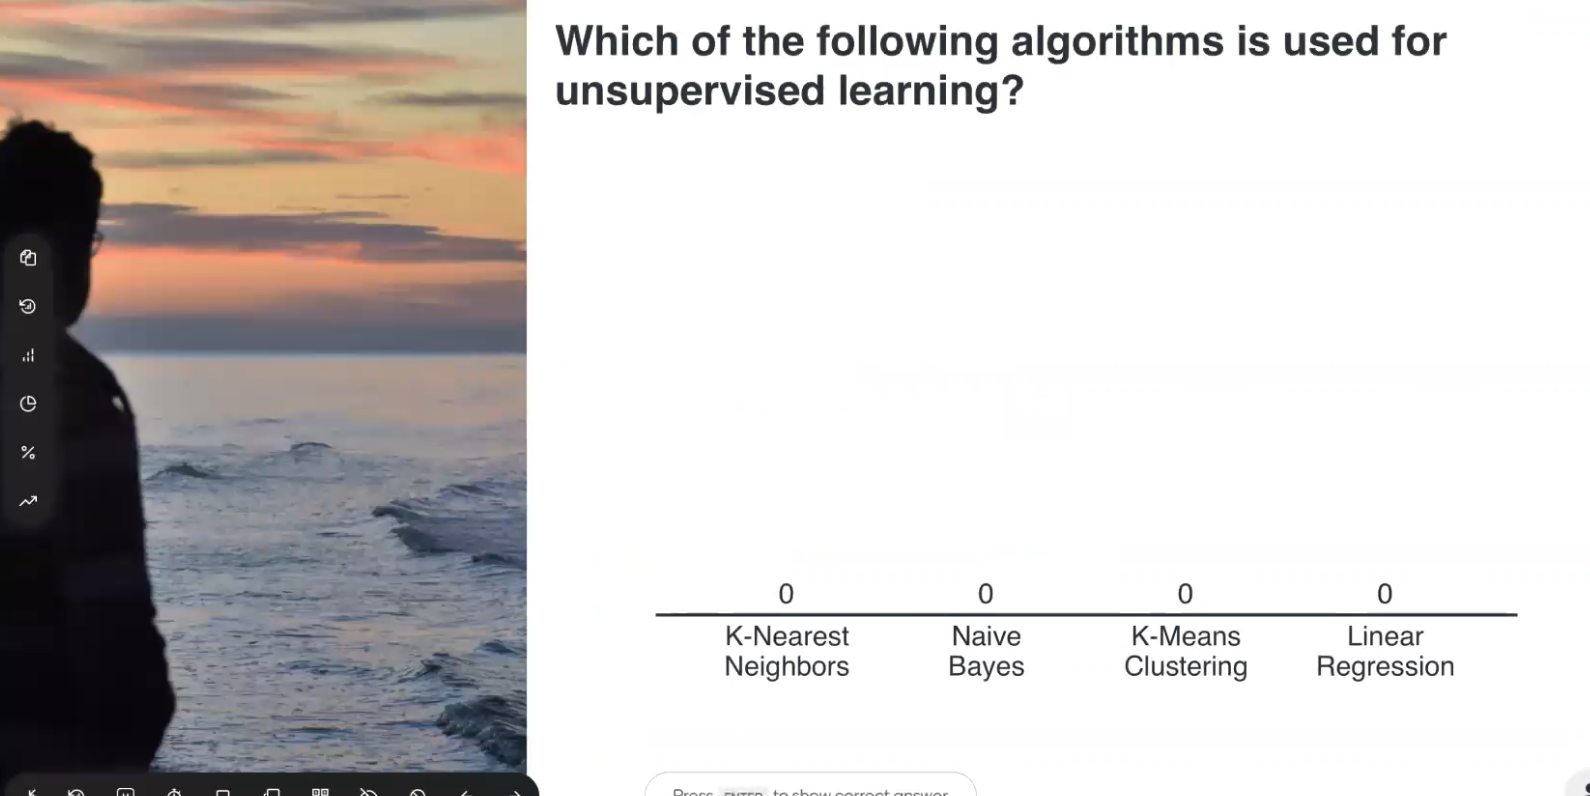 Which of the following algorithms is used for
unsupervised learning?
0 0 0 0
K-Nearest Naive K-Means Linear
Neighbors Bayes Clustering Regression
Press ENTER to show correct answer